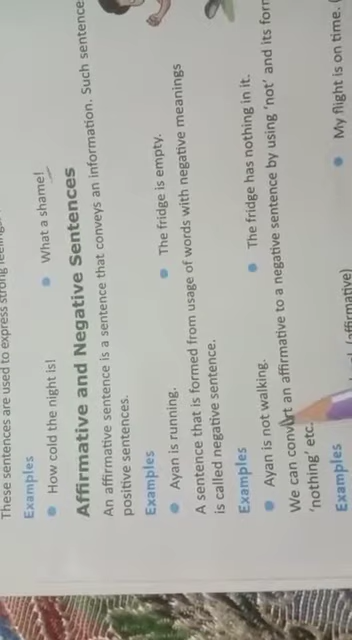 These sentences are used to express strong
Examples
• How cold the night is! • What a shame!
Affirmative and Negative Sentences
An affirmative sentence is a sentence that conveys an information. Such sentence
positive sentences.
Examples
• Ayan is running. • The fridge is empty.
A sentence that is formed from usage of words with negative meanings
is called negative sentence.
Examples
• Ayan is not walking. • The fridge has nothing in it.
We can convert an affirmative to a negative sentence by using 'not' and its for
'nothing' etc.
Examples
(affirmative) • My flight is on time.